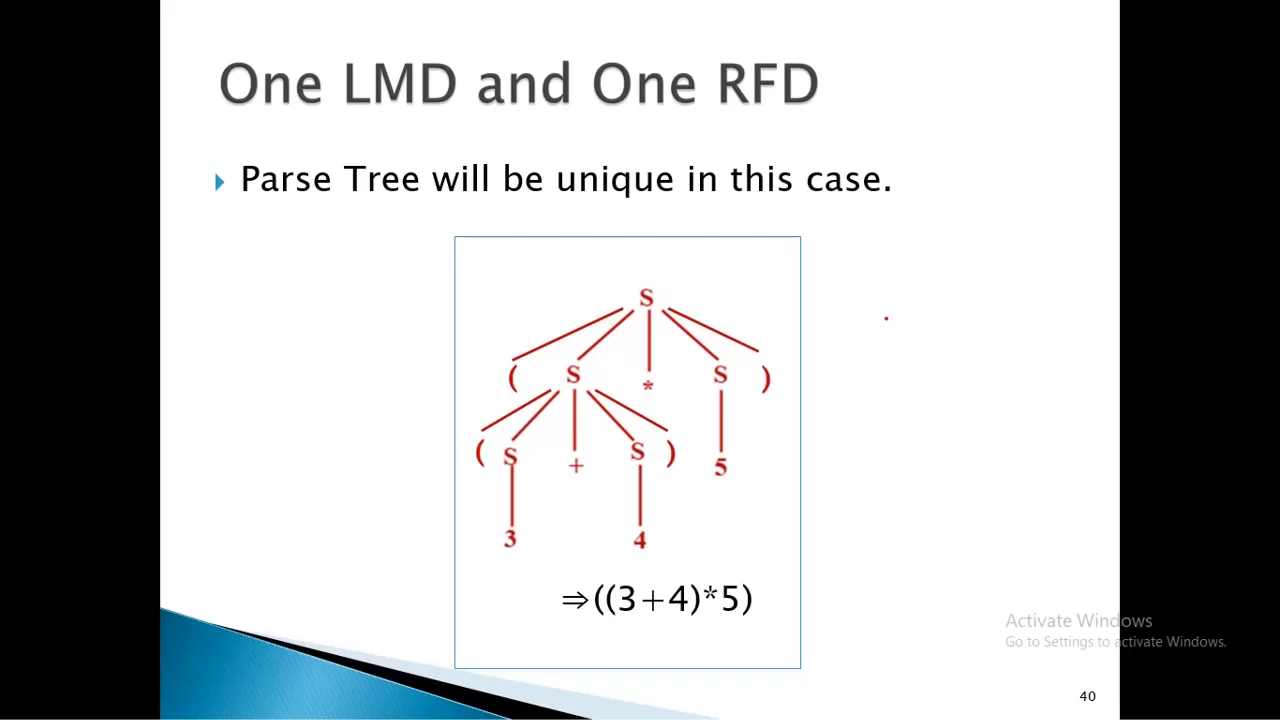 One LMD and One RFD
Parse Tree will be unique in this case.
S
( S * S )
( S + S ) 5
3 4
⇒((3+4)*5)
Activate Windows
Go to Settings to activate Windows.
40